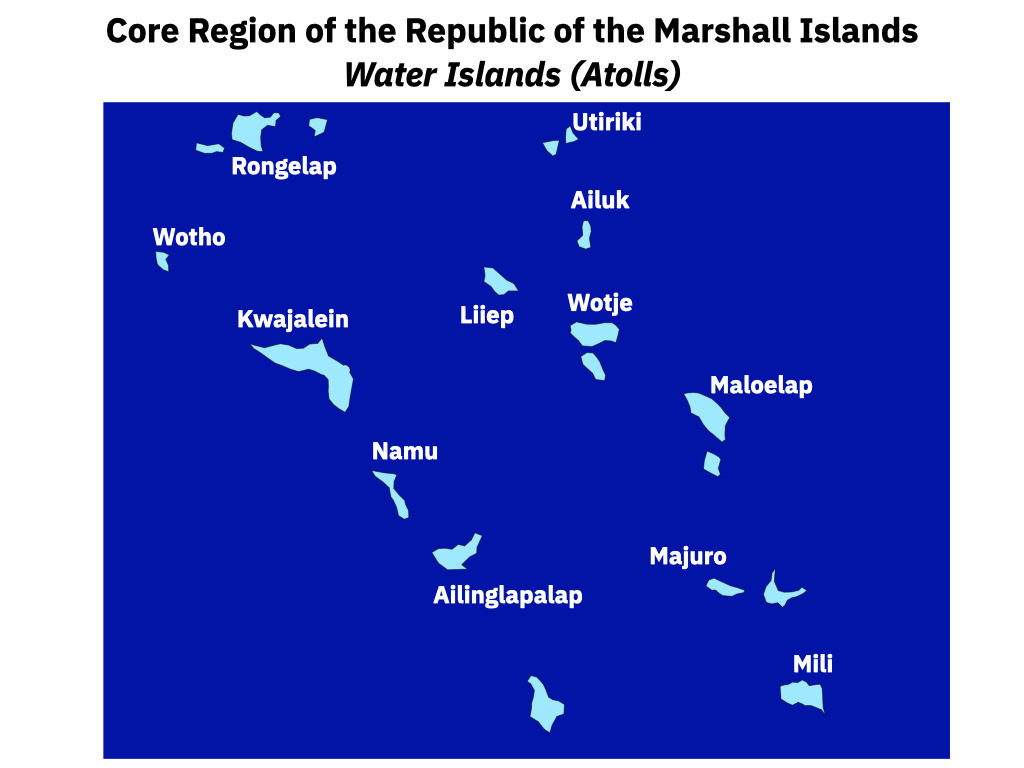 Core Region of the Republic of the Marshall Islands
Water Islands (Atolls)
Utiriki
Rongelap
Ailuk
Wotho
Liiep
Wotje
Kwajalein
Maloelap
Namu
Majuro
Ailinglapalap
Mili